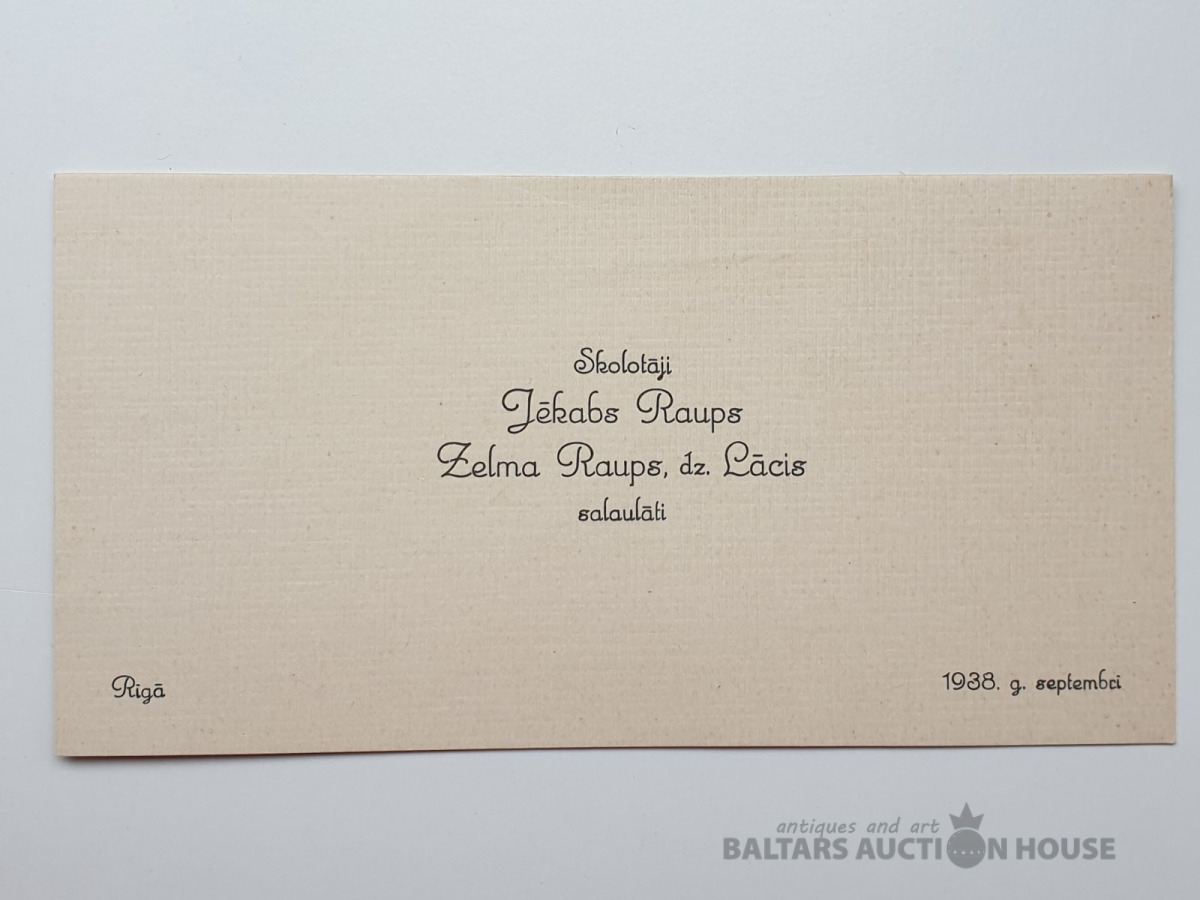 Skolotāji
Jēkabs Raups
Zelma Raups, dz. Lācis
salaulāti
Rīgā
1938. g. septembrī
antiques and art
BALTARS AUCTION HOUSE